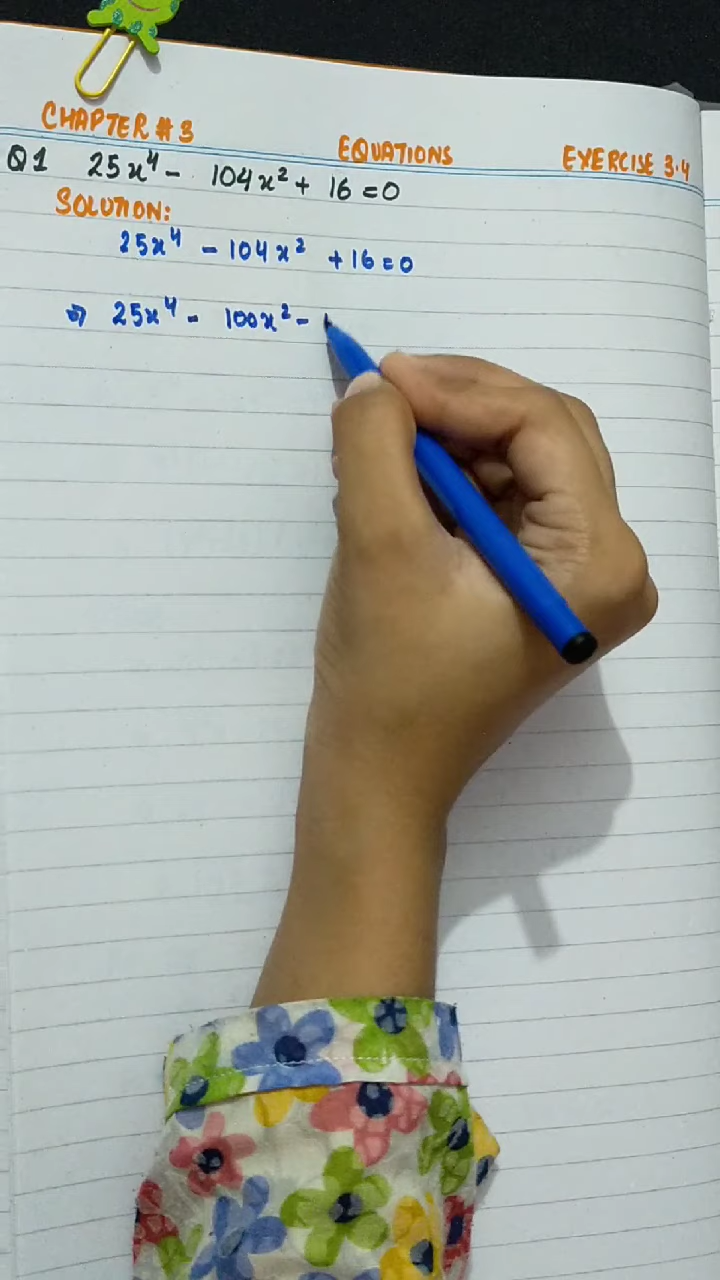 CHAPTER # 3 EQUATIONS EXERCISE 3.4
Q1 25x⁴ - 104x² + 16 = 0
SOLUTION:
25x⁴ - 104x² + 16 = 0
⇒ 25x⁴ - 100x² -